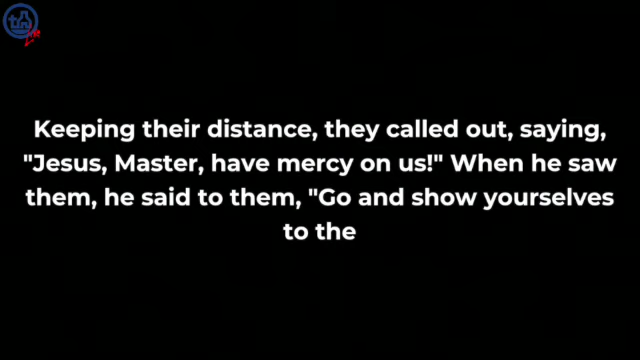 Keeping their distance, they called out, saying,
"Jesus, Master, have mercy on us!" When he saw
them, he said to them, "Go and show yourselves
to the